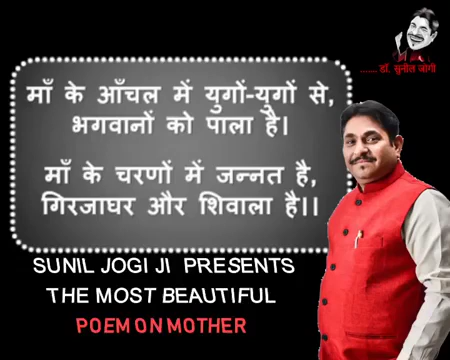 ....... डॉ. सुनील जोगी
माँ के आँचल में युगों-युगों से,
भगवानों को पाला है।
माँ के चरणों में जन्नत है,
गिरजाघर और शिवाला है।।
SUNIL JOGI JI PRESENTS
THE MOST BEAUTIFUL
POEM ON MOTHER